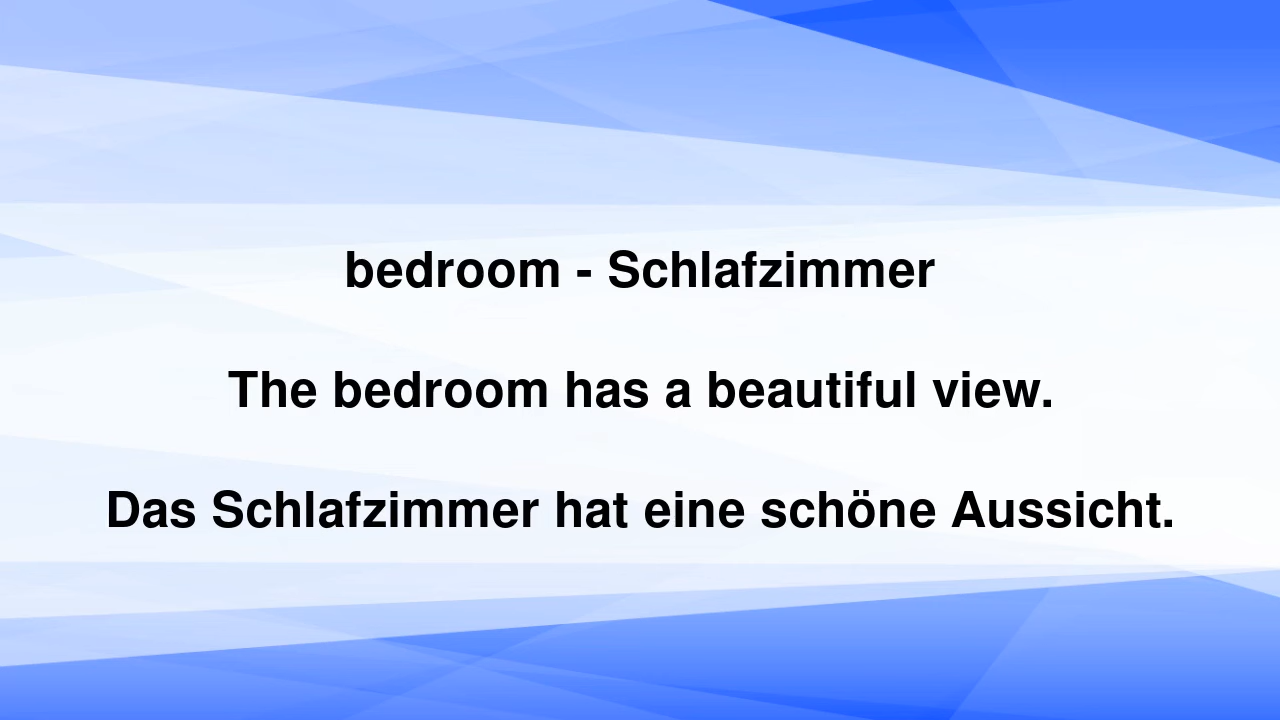 bedroom - Schlafzimmer
The bedroom has a beautiful view.
Das Schlafzimmer hat eine schöne Aussicht.